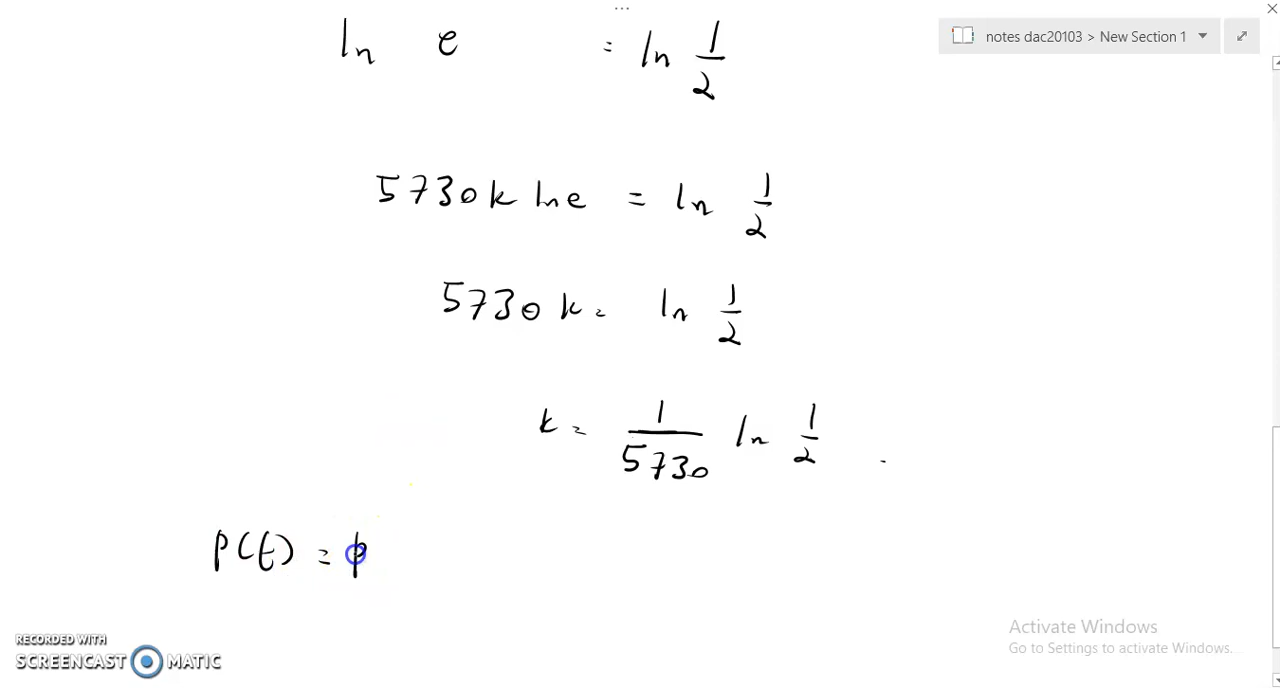 ...
notes dac20103 > New Section 1
ln e = ln 1/2
5730k lne = ln 1/2
5730 k = ln 1/2
k = 1/5730 ln 1/2 .
P(t) = P
RECORDED WITH
SCREENCAST MATIC
Activate Windows
Go to Settings to activate Windows.